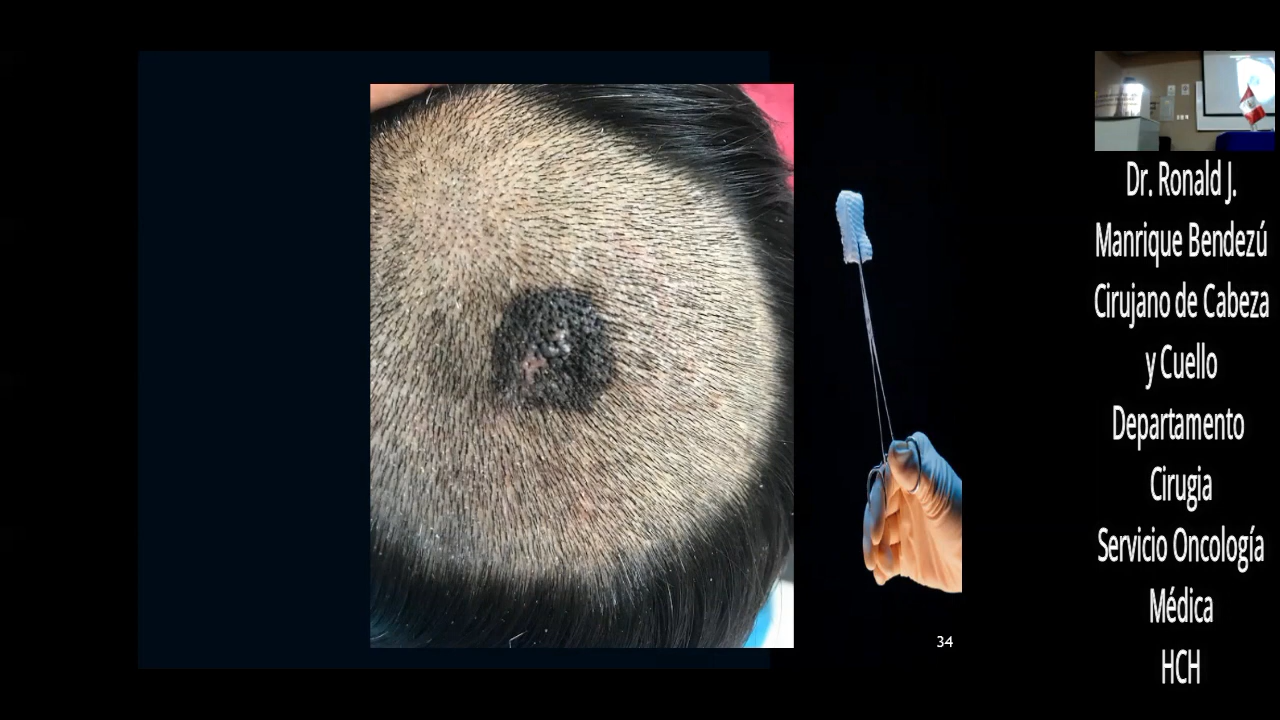 Dr. Ronald J.
Manrique Bendezú
Cirujano de Cabeza
y Cuello
Departamento
Cirugia
Servicio Oncología
Médica
HCH
34